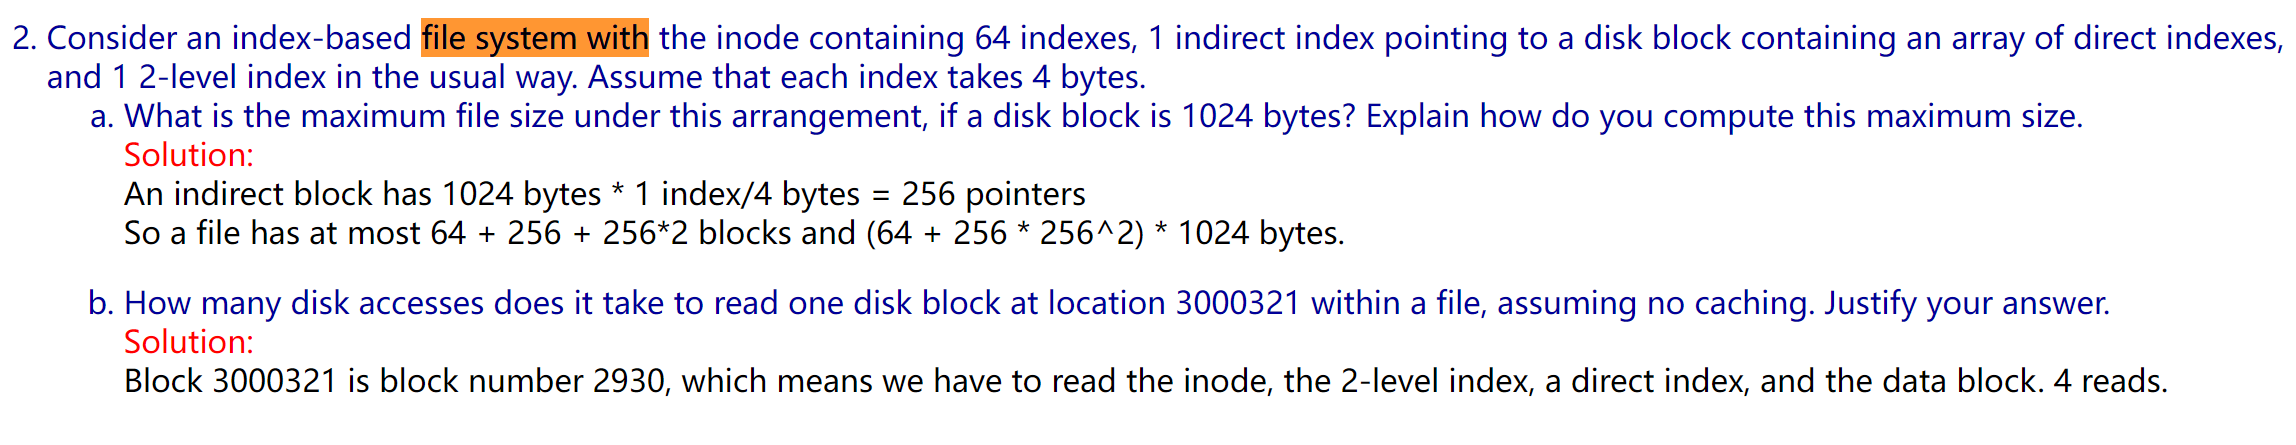 2. Consider an index-based file system with the inode containing 64 indexes, 1 indirect index pointing to a disk block containing an array of direct indexes,
and 1 2-level index in the usual way. Assume that each index takes 4 bytes.
a. What is the maximum file size under this arrangement, if a disk block is 1024 bytes? Explain how do you compute this maximum size.
Solution:
An indirect block has 1024 bytes * 1 index/4 bytes = 256 pointers
So a file has at most 64 + 256 + 256*2 blocks and (64 + 256 * 256^2) * 1024 bytes.
b. How many disk accesses does it take to read one disk block at location 3000321 within a file, assuming no caching. Justify your answer.
Solution:
Block 3000321 is block number 2930, which means we have to read the inode, the 2-level index, a direct index, and the data block. 4 reads.